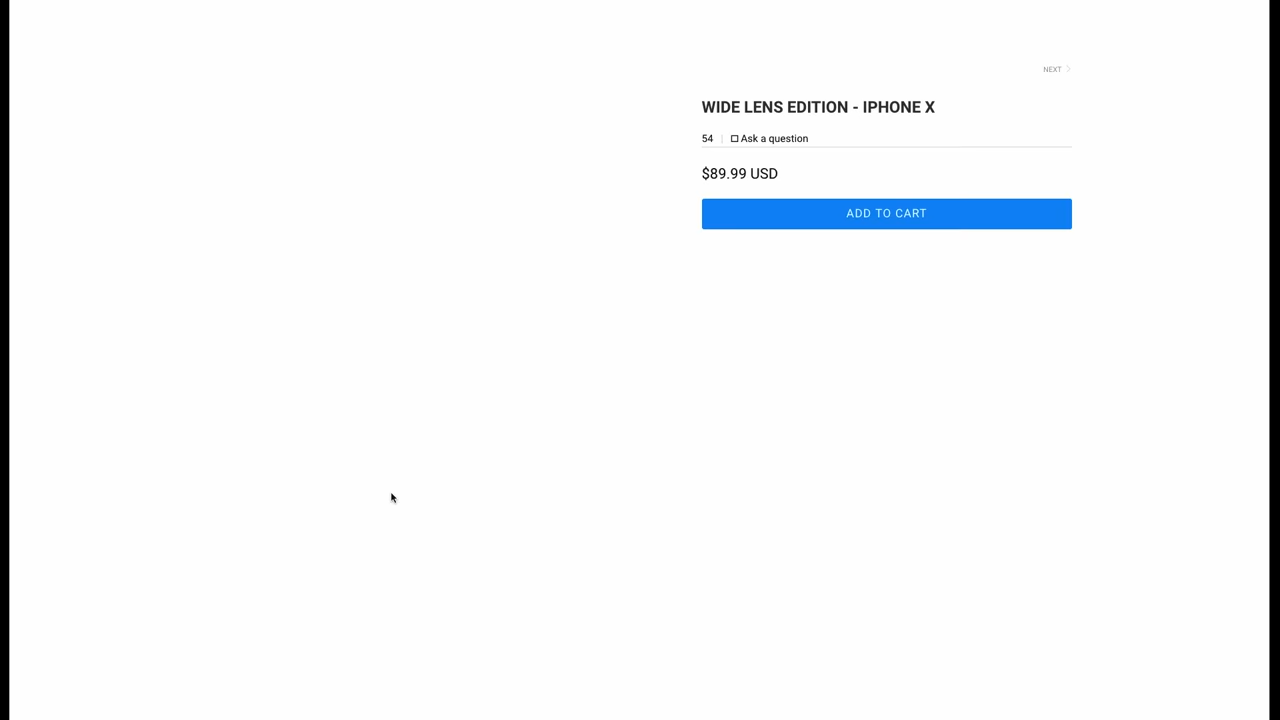 NEXT
WIDE LENS EDITION - IPHONE X
54 | Ask a question
$89.99 USD
ADD TO CART